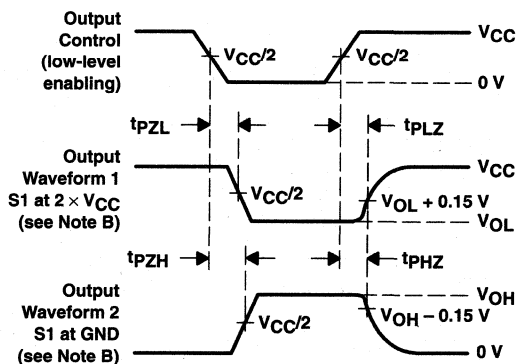 Output
Control
(low-level
enabling)
VCC/2
VCC/2
VCC
0 V
tPZL
tPLZ
Output
Waveform 1
S1 at 2 × VCC
(see Note B)
VCC/2
VCC
VOL + 0.15 V
VOL
tPZH
tPHZ
Output
Waveform 2
S1 at GND
(see Note B)
VCC/2
VOH
VOH − 0.15 V
0 V